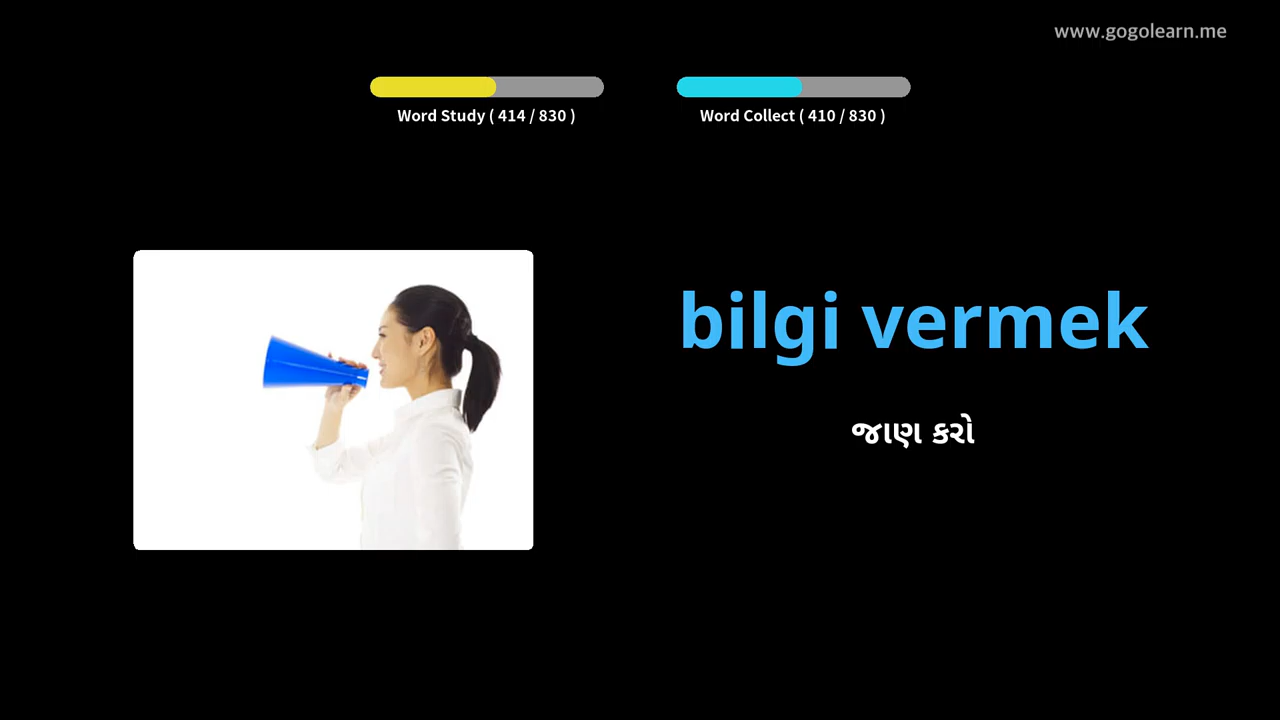 www.gogolearn.me
Word Study ( 414 / 830 )
Word Collect ( 410 / 830 )
bilgi vermek
જાણ કરો